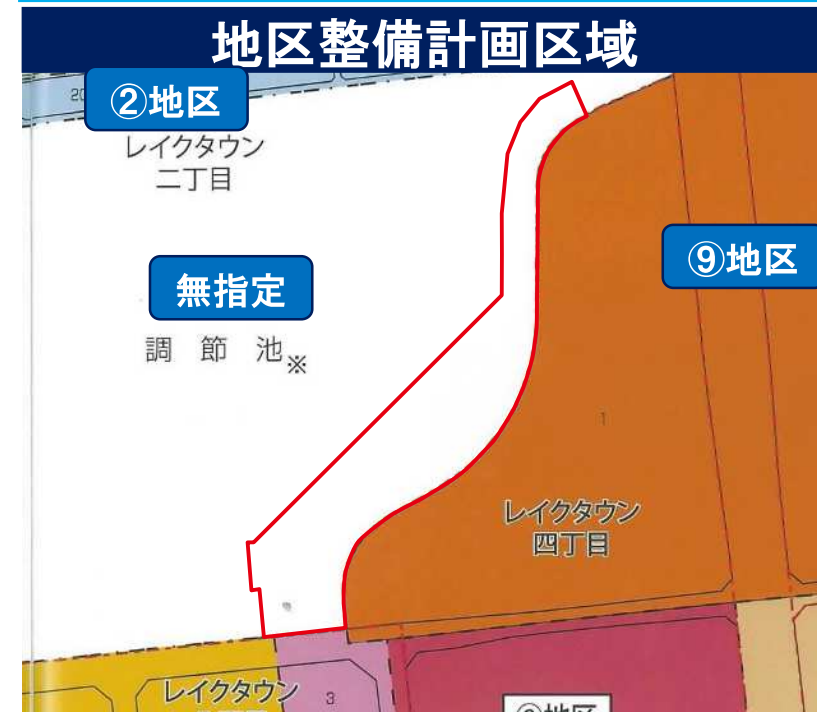 地区整備計画区域
20
②地区
レイクタウン
二丁目
⑨地区
無指定
調節池※
1
レイクタウン
四丁目
レイクタウン
3